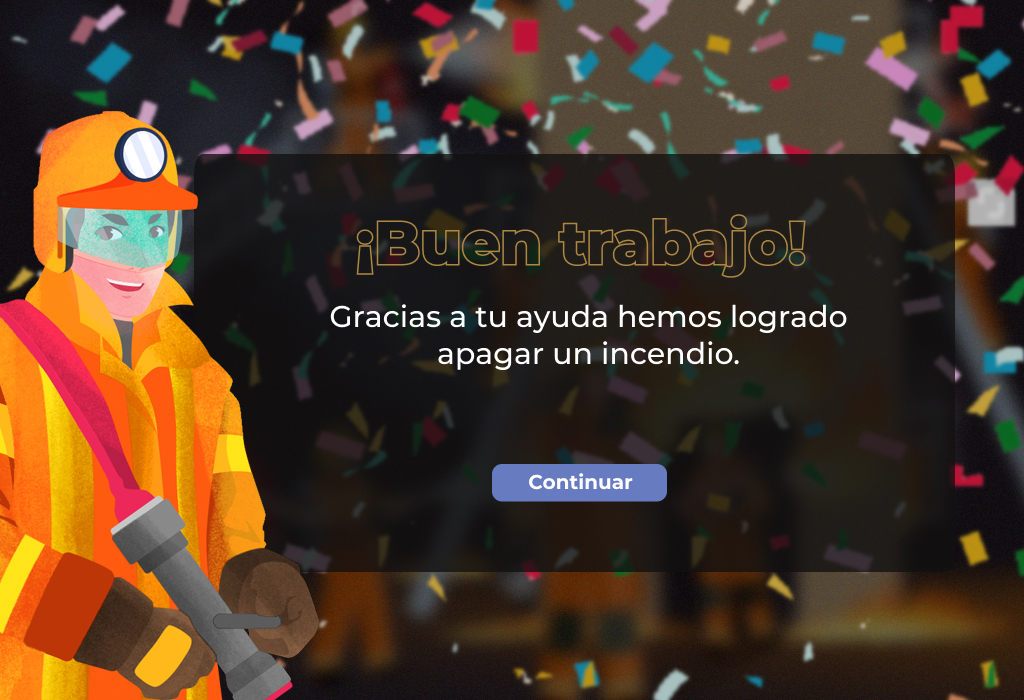 ¡Buen trabajo!
Gracias a tu ayuda hemos logrado
apagar un incendio.
Continuar